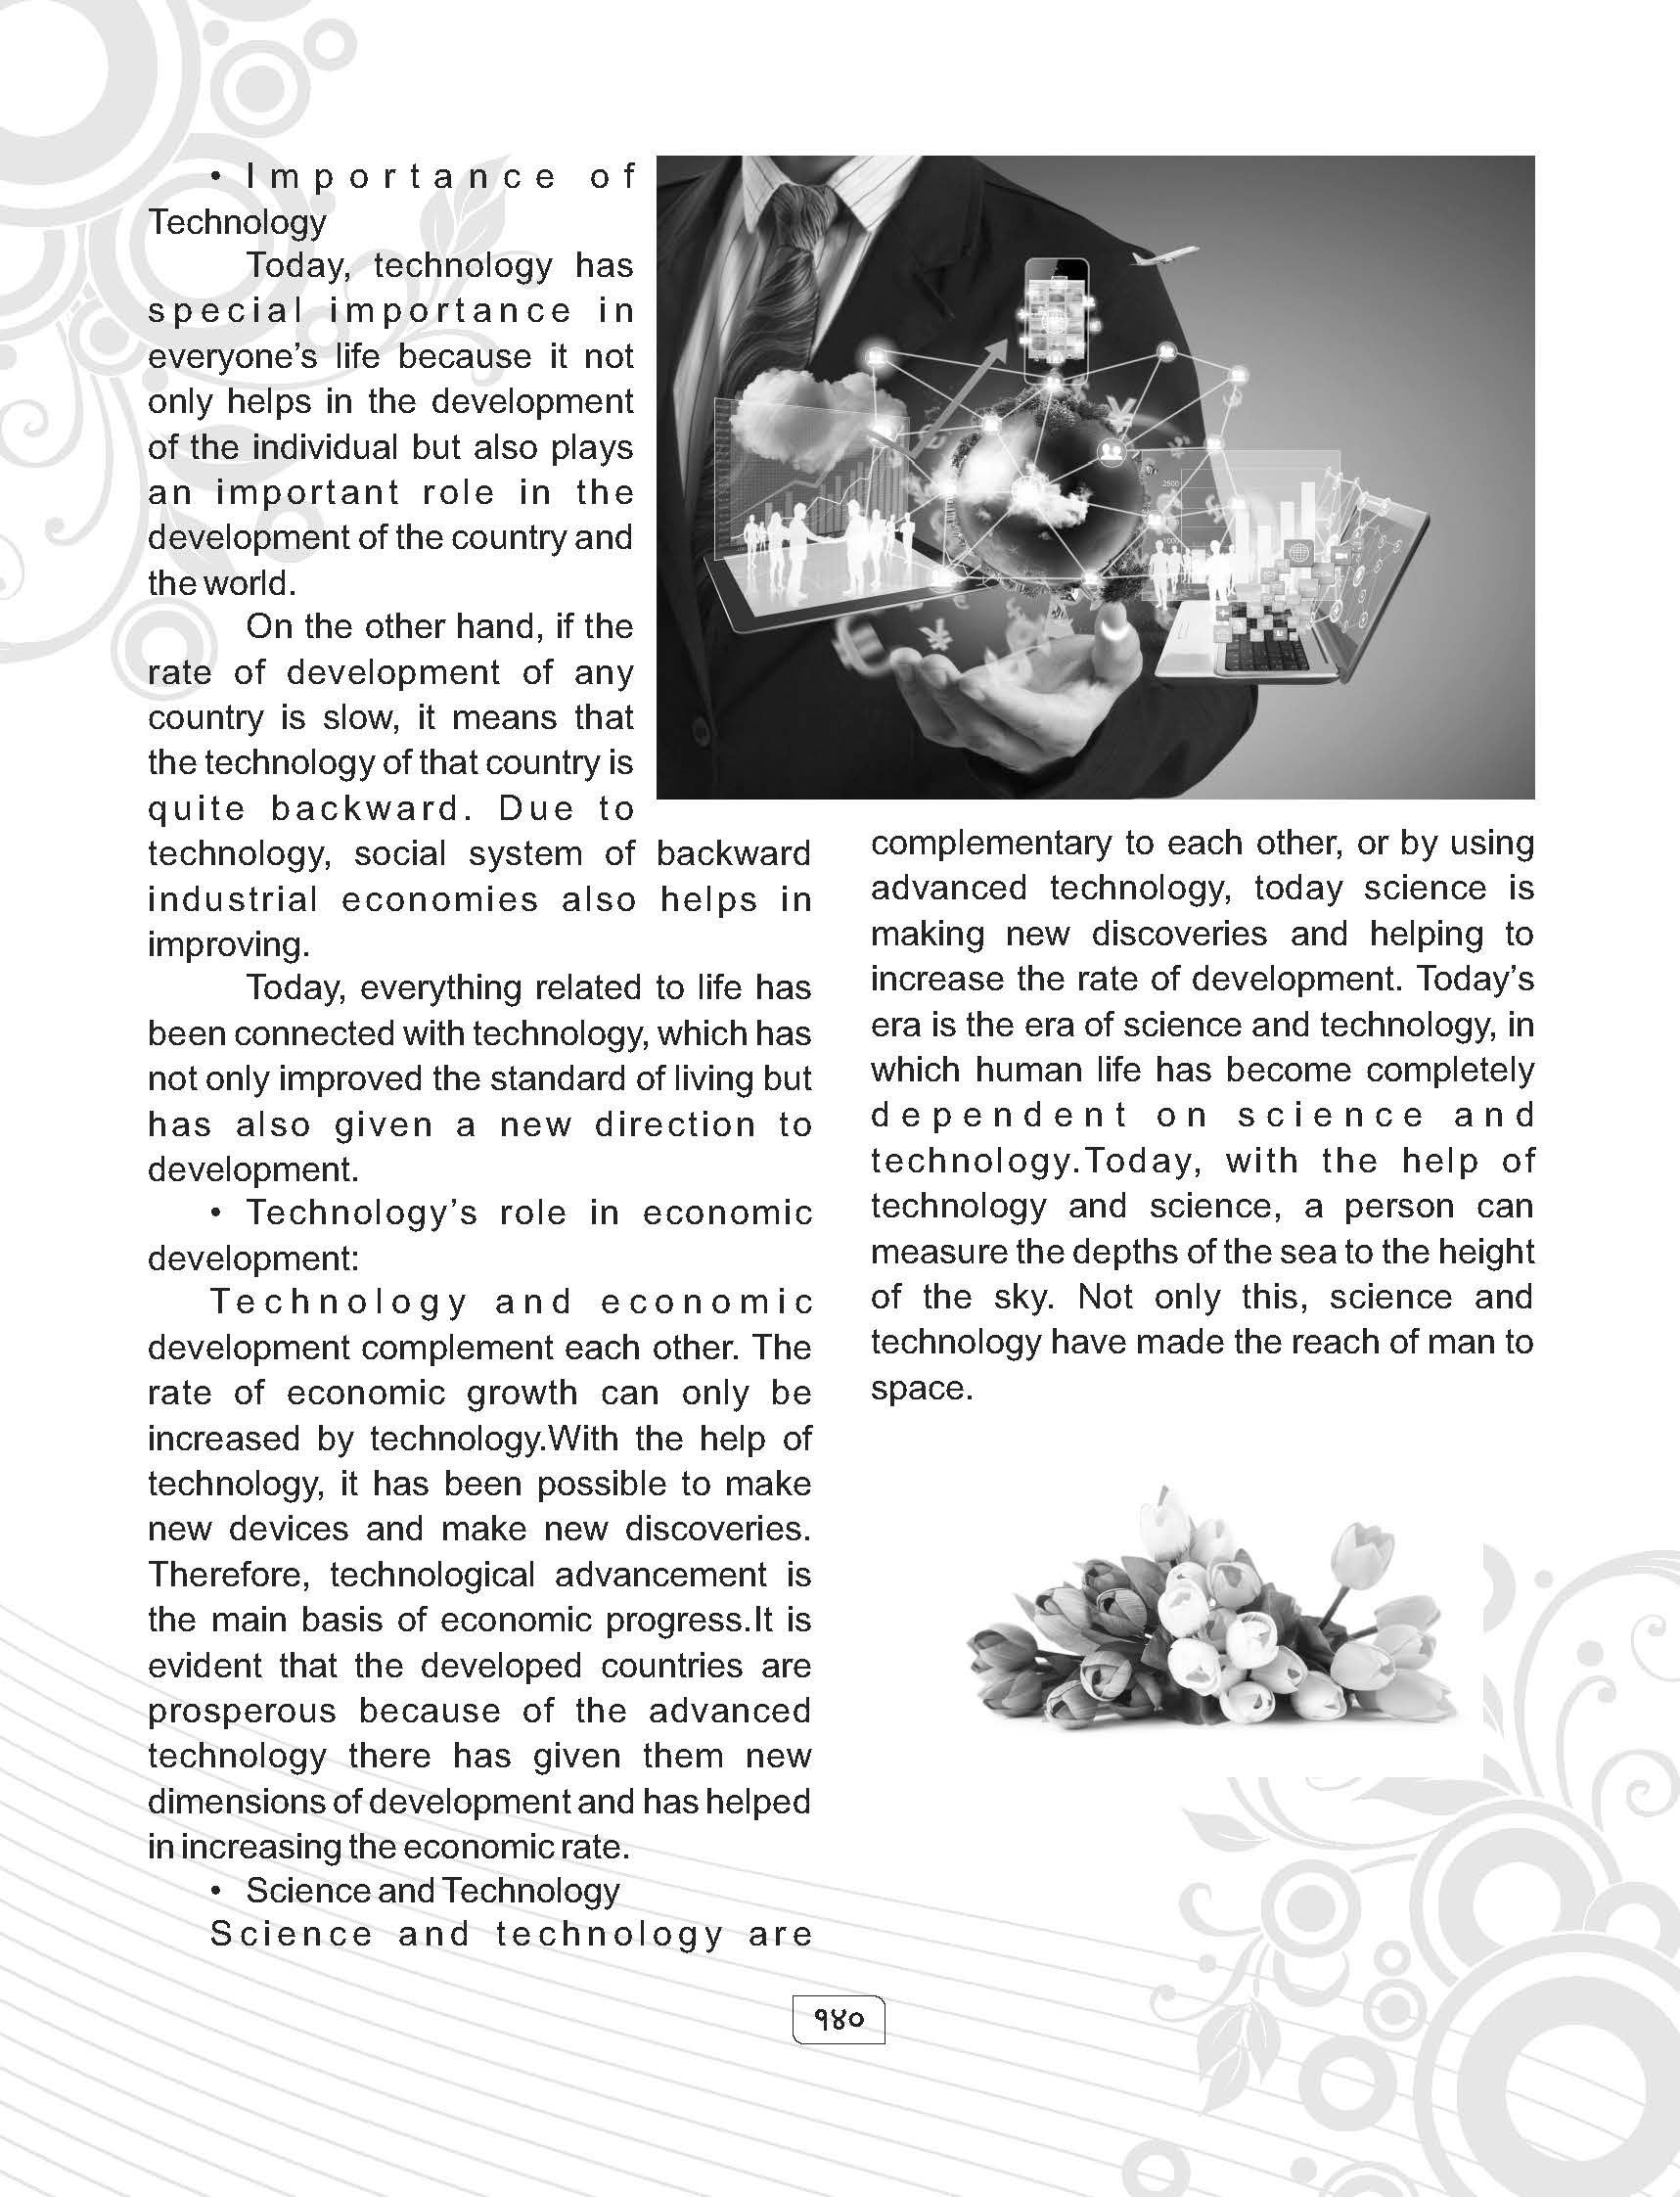 • Importance of
Technology
Today, technology has
special importance in
everyone's life because it not
only helps in the development
of the individual but also plays
an important role in the
development of the country and
the world.
On the other hand, if the
rate of development of any
country is slow, it means that
the technology of that country is
quite backward. Due to
technology, social system of backward
industrial economies also helps in
improving.
Today, everything related to life has
been connected with technology, which has
not only improved the standard of living but
has also given a new direction to
development.
• Technology's role in economic
development:
Technology and economic
development complement each other. The
rate of economic growth can only be
increased by technology.With the help of
technology, it has been possible to make
new devices and make new discoveries.
Therefore, technological advancement is
the main basis of economic progress.It is
evident that the developed countries are
prosperous because of the advanced
technology there has given them new
dimensions of development and has helped
in increasing the economic rate.
• Science and Technology
Science and technology are
complementary to each other, or by using
advanced technology, today science is
making new discoveries and helping to
increase the rate of development. Today's
era is the era of science and technology, in
which human life has become completely
dependent on science and
technology.Today, with the help of
technology and science, a person can
measure the depths of the sea to the height
of the sky. Not only this, science and
technology have made the reach of man to
space.
१४०